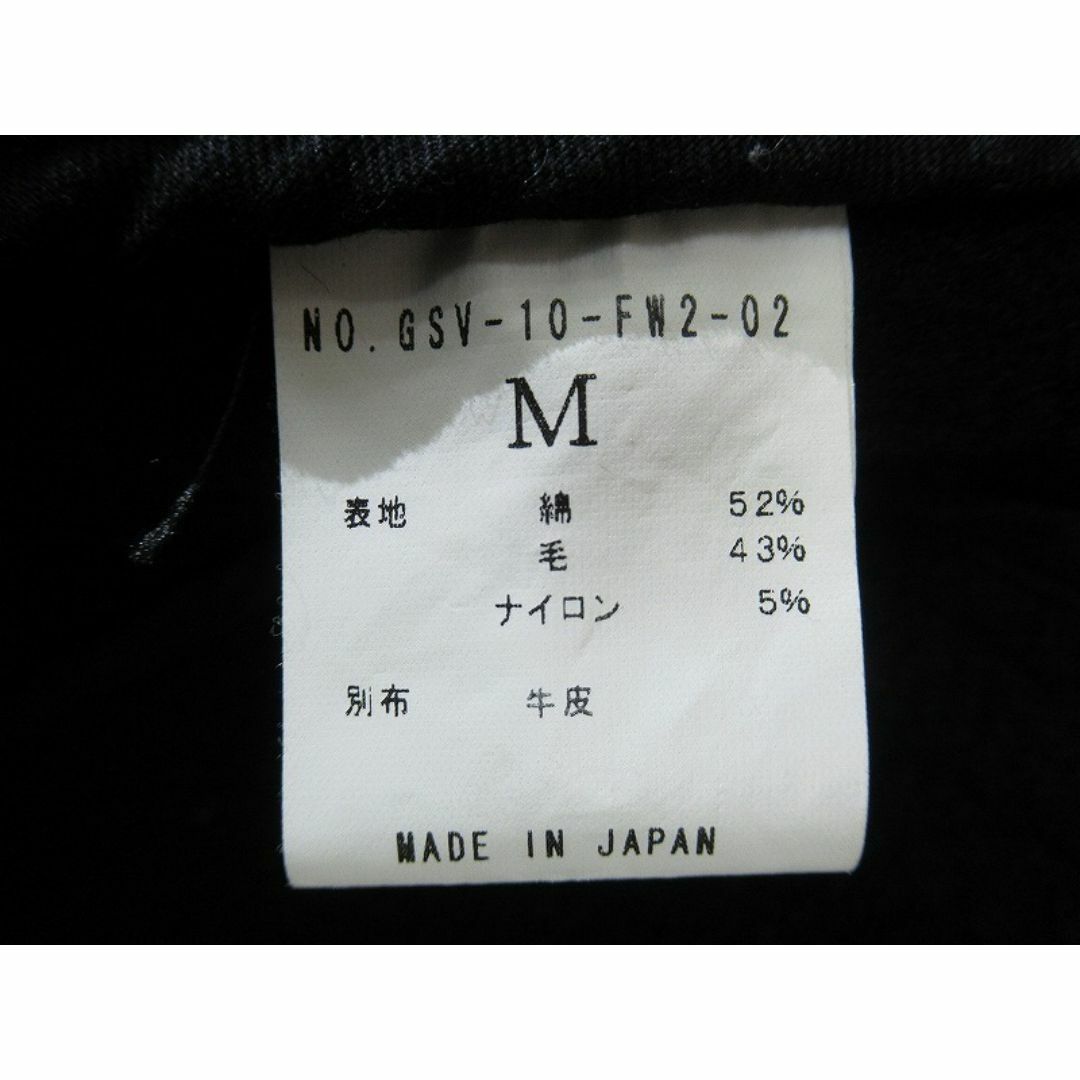 NO.GSV-10-FW2-02
M
表地 綿 52%
毛 43%
ナイロン 5%
別布 牛皮
MADE IN JAPAN